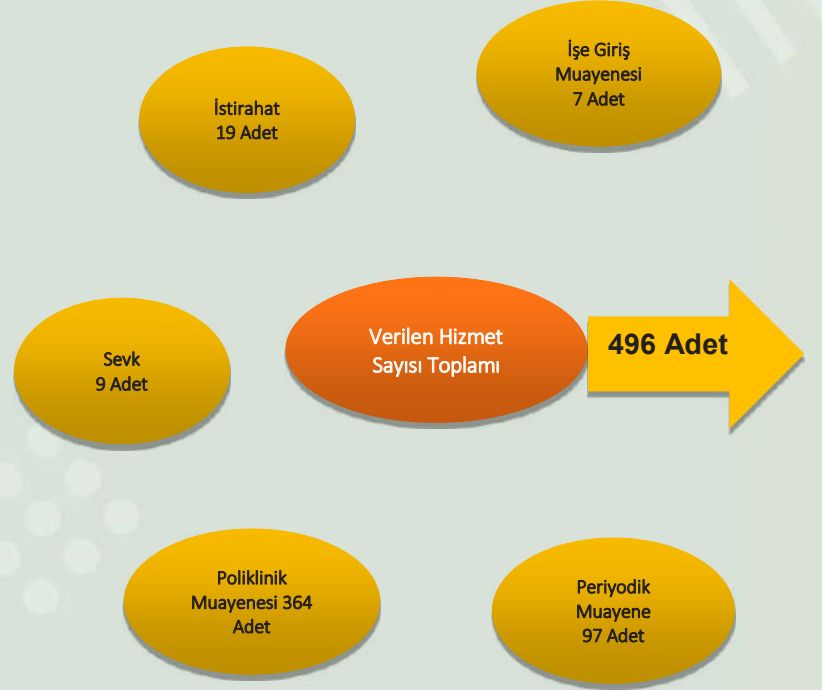 İşe Giriş
Muayenesi
7 Adet
İstirahat
19 Adet
Verilen Hizmet
Sayısı Toplamı
496 Adet
Sevk
9 Adet
Poliklinik
Muayenesi 364
Adet
Periyodik
Muayene
97 Adet